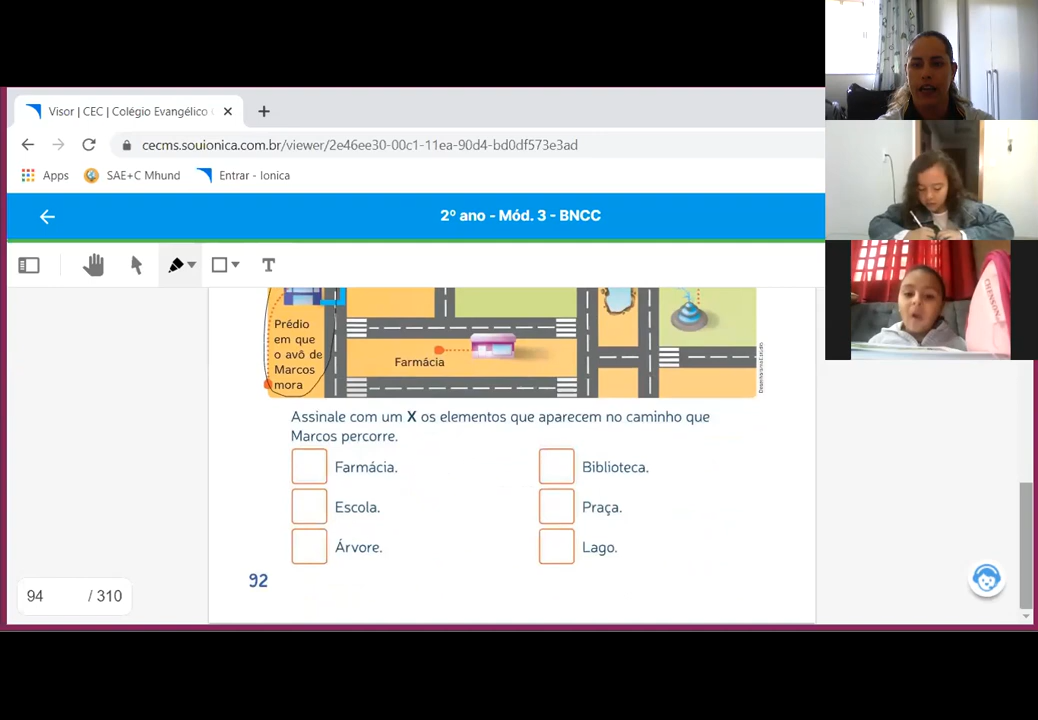 Visor | CEC | Colégio Evangélico
cecms.souionica.com.br/viewer/2e46ee30-00c1-11ea-90d4-bd0df573e3ad
Apps SAE+C Mhund Entrar - Ionica
2º ano - Mód. 3 - BNCC
T
Prédio
em que
o avô de
Marcos
mora
Farmácia
Assinale com um X os elementos que aparecem no caminho que
Marcos percorre.
Farmácia.
Biblioteca.
Escola.
Praça.
Árvore.
Lago.
92
94 / 310